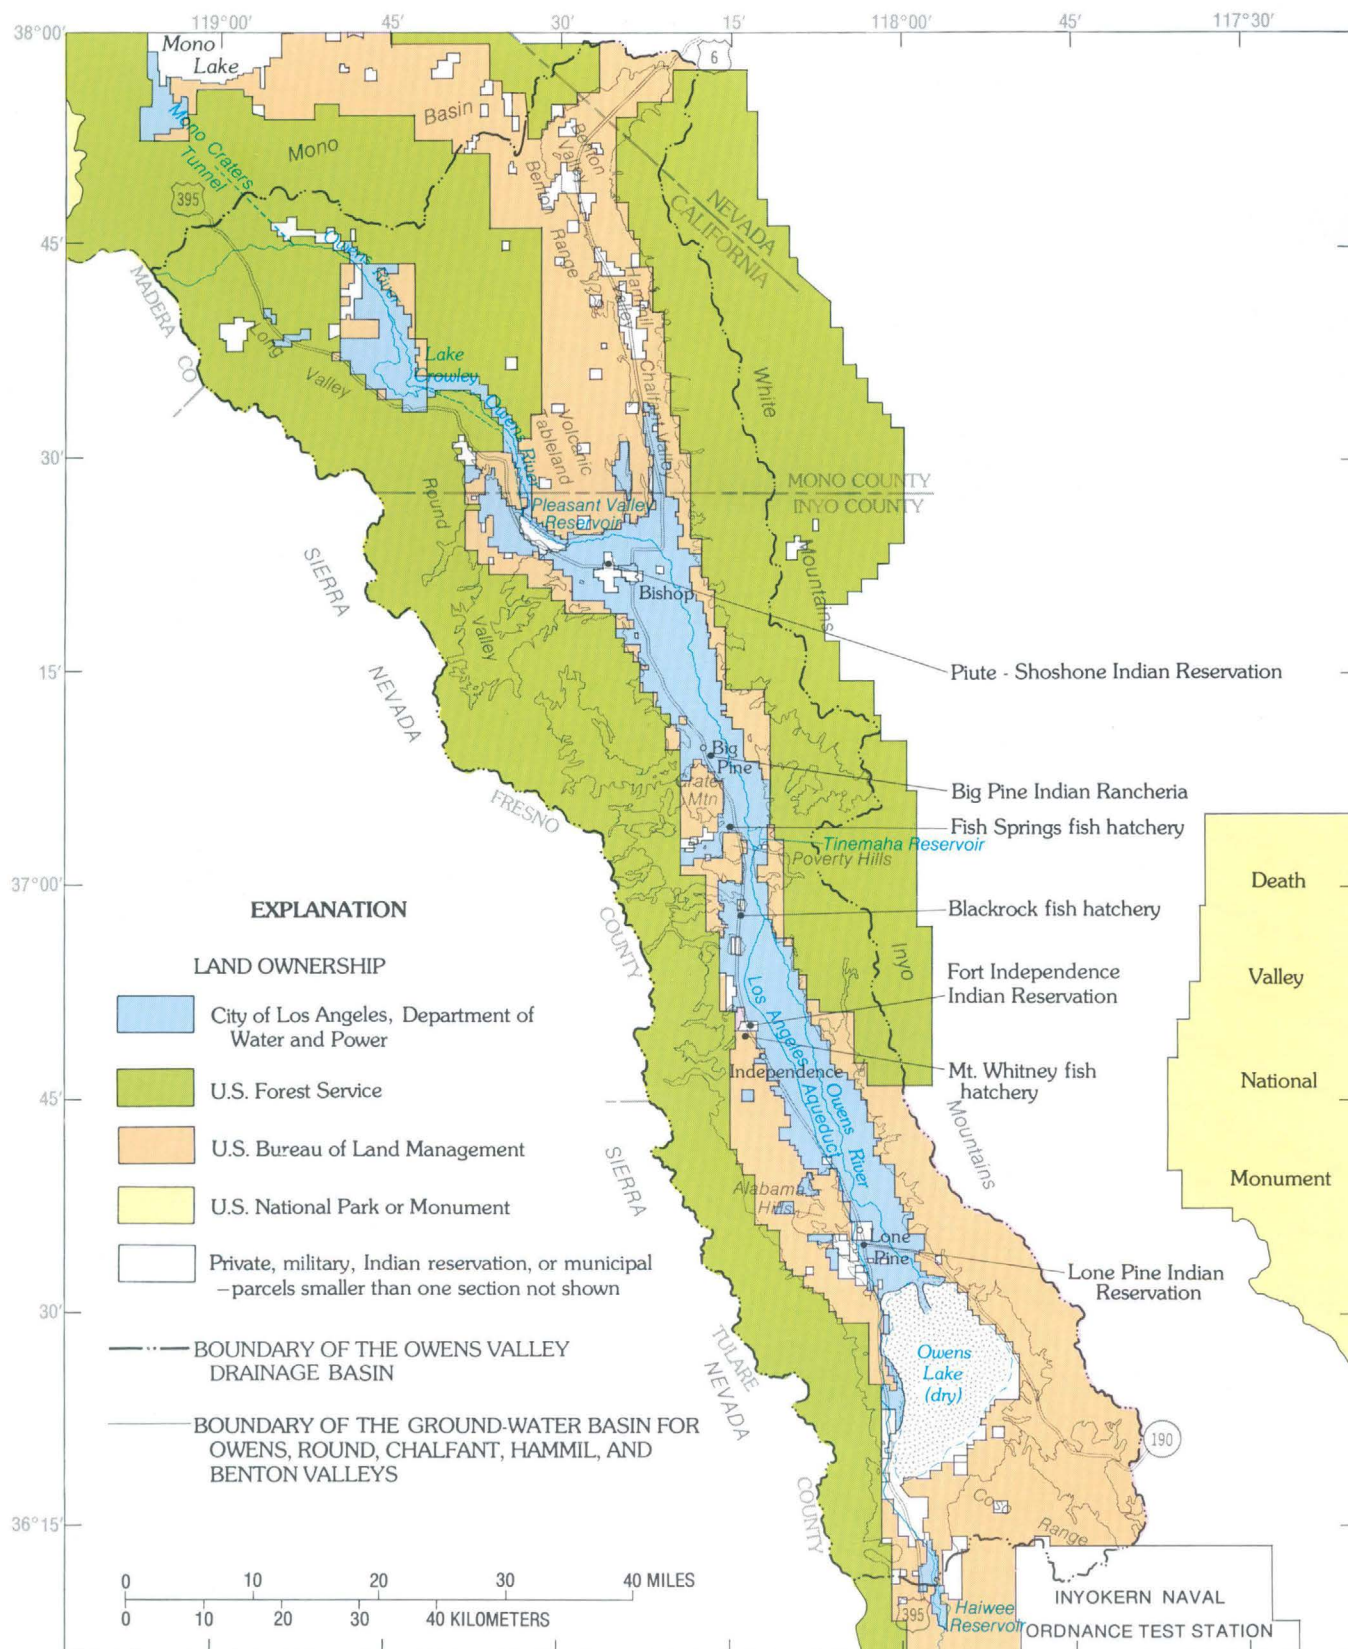 119°00'
45'
30'
15'
118°00'
45'
117°30'
38°00'
Mono
Lake
6
Basin
Mono
Mono Craters
Tunnel
395
Benton
Valley
Benton
Range
NEVADA
CALIFORNIA
45'
Owens River
MADERA
CO
Hammil
Valley
Long
Valley
Lake
Crowley
Chalfant Valley
White
Owens
River
Volcanic
Tableland
30'
MONO COUNTY
INYO COUNTY
Round
Pleasant Valley
Reservoir
Mountains
SIERRA
Bishop
Valley
15'
NEVADA
Piute - Shoshone Indian Reservation
Big
Pine
Crater
Mtn
Big Pine Indian Rancheria
FRESNO
Fish Springs fish hatchery
Tinemaha Reservoir
Poverty Hills
37°00'
Death
EXPLANATION
COUNTY
Blackrock fish hatchery
Inyo
LAND OWNERSHIP
Fort Independence
Indian Reservation
Valley
Los Angeles
Aqueduct
City of Los Angeles, Department of
Water and Power
Independence
Mt. Whitney fish
hatchery
National
U.S. Forest Service
45'
Owens
River
Mountains
U.S. Bureau of Land Management
SIERRA
Alabama
Hills
Monument
U.S. National Park or Monument
Lone
Pine
Private, military, Indian reservation, or municipal
–parcels smaller than one section not shown
Lone Pine Indian
Reservation
30'
BOUNDARY OF THE OWENS VALLEY
DRAINAGE BASIN
TULARE
NEVADA
Owens
Lake
(dry)
BOUNDARY OF THE GROUND-WATER BASIN FOR
OWENS, ROUND, CHALFANT, HAMMIL, AND
BENTON VALLEYS
190
COUNTY
Coso
Range
36°15'
0 10 20 30 40 MILES
0 10 20 30 40 KILOMETERS
395
Haiwee
Reservoir
INYOKERN NAVAL
ORDNANCE TEST STATION